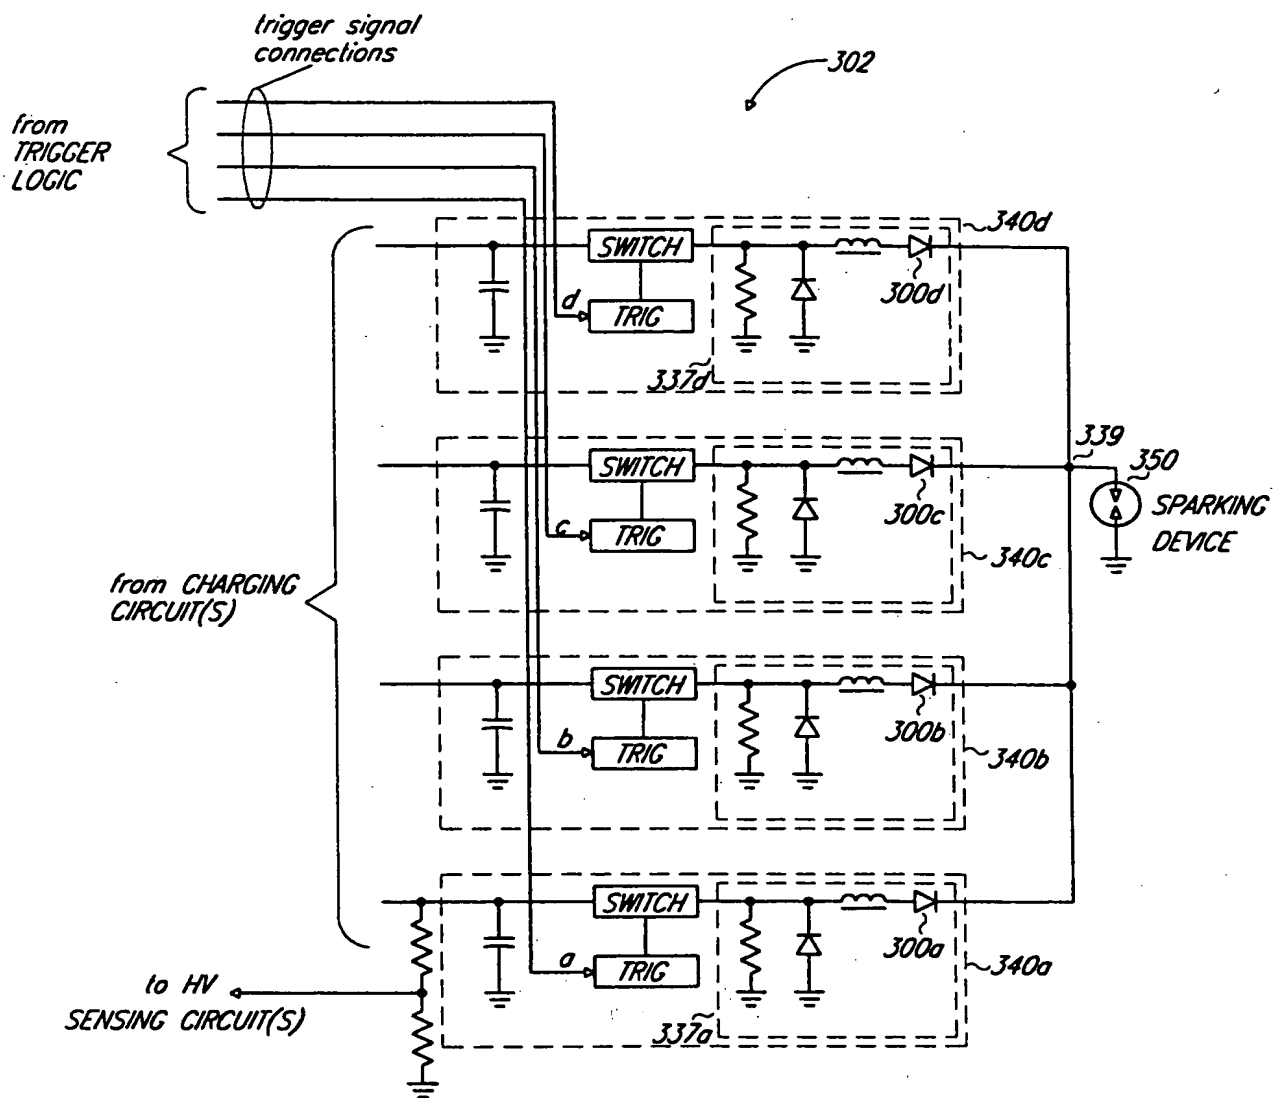 trigger signal
connections
302
from
TRIGGER
LOGIC
340d
SWITCH
300d
d
TRIG
337d
339
350
SWITCH
300c
SPARKING
DEVICE
c
TRIG
340c
from CHARGING
CIRCUIT(S)
SWITCH
300b
b
TRIG
340b
SWITCH
300a
a
TRIG
340a
to HV
SENSING CIRCUIT(S)
337a